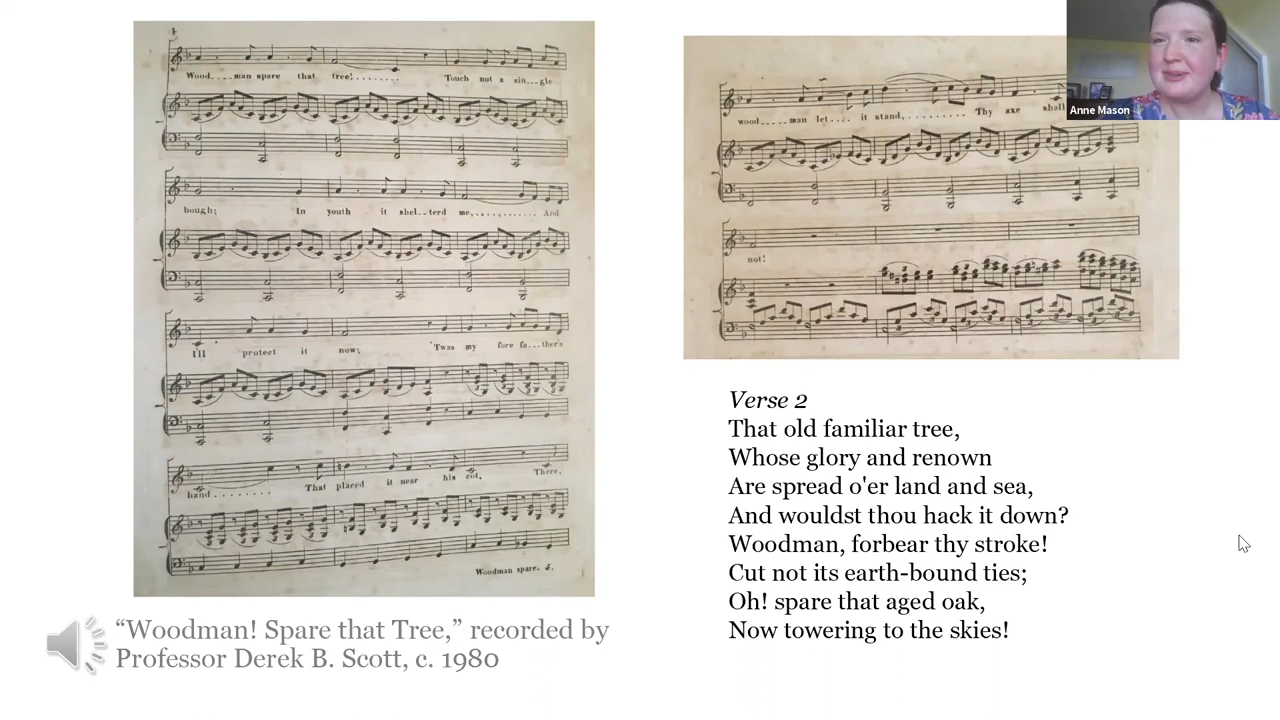 4
Wood....man spare that tree!........ Touch not a sin...gle
bough; In youth it shel..terd me,.......... And
I'll protect it now; 'Twas my fore fa...ther's
hand........ That placed it near his cot, There,
Woodman spare. 5.
wood.....man let.... it stand,.......... Thy axe shall
not!
Anne Mason
Verse 2
That old familiar tree,
Whose glory and renown
Are spread o'er land and sea,
And wouldst thou hack it down?
Woodman, forbear thy stroke!
Cut not its earth-bound ties;
Oh! spare that aged oak,
Now towering to the skies!
“Woodman! Spare that Tree,” recorded by
Professor Derek B. Scott, c. 1980